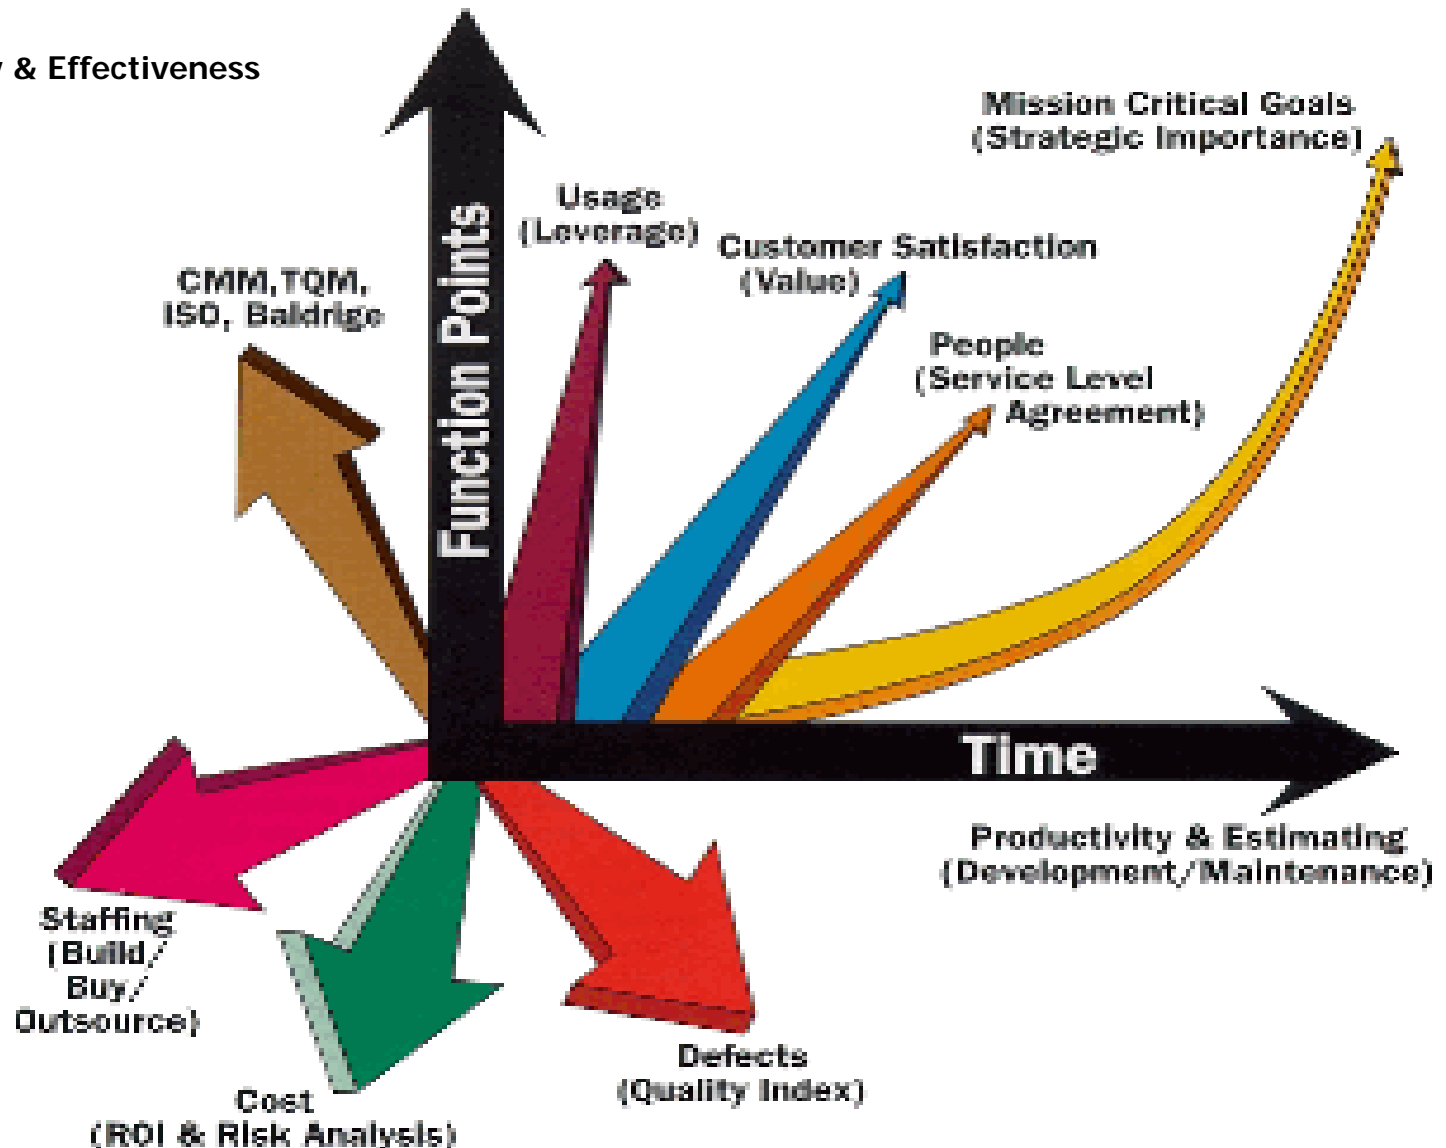 & Effectiveness
Mission Critical Goals
(Strategic Importance)
Usage
(Leverage)
Customer Satisfaction
(Value)
CMM,TQM,
ISO, Baldrige
People
(Service Level
Agreement)
Function Points
Time
Productivity & Estimating
(Development/Maintenance)
Staffing
(Build/
Buy/
Outsource)
Defects
(Quality Index)
Cost
(ROI & Risk Analysis)